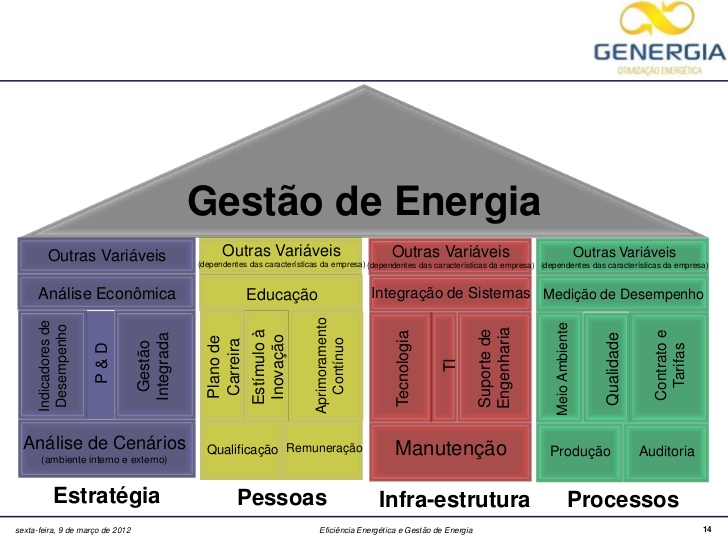 GENERGIA
OTIMIZAÇÃO ENERGÉTICA
Gestão de Energia
Outras Variáveis
Análise Econômica
Indicadores de
Desempenho
P & D
Gestão
Integrada
Análise de Cenários
(ambiente interno e externo)
Estratégia
Outras Variáveis
(dependentes das características da empresa)
Educação
Plano de
Carreira
Estímulo à
Inovação
Aprimoramento
Contínuo
Qualificação
Remuneração
Pessoas
Outras Variáveis
(dependentes das características da empresa)
Integração de Sistemas
Tecnologia
TI
Suporte de
Engenharia
Manutenção
Infra-estrutura
Outras Variáveis
(dependentes das características da empresa)
Medição de Desempenho
Meio Ambiente
Qualidade
Contrato e
Tarifas
Produção
Auditoria
Processos
sexta-feira, 9 de março de 2012
Eficiência Energética e Gestão de Energia
14